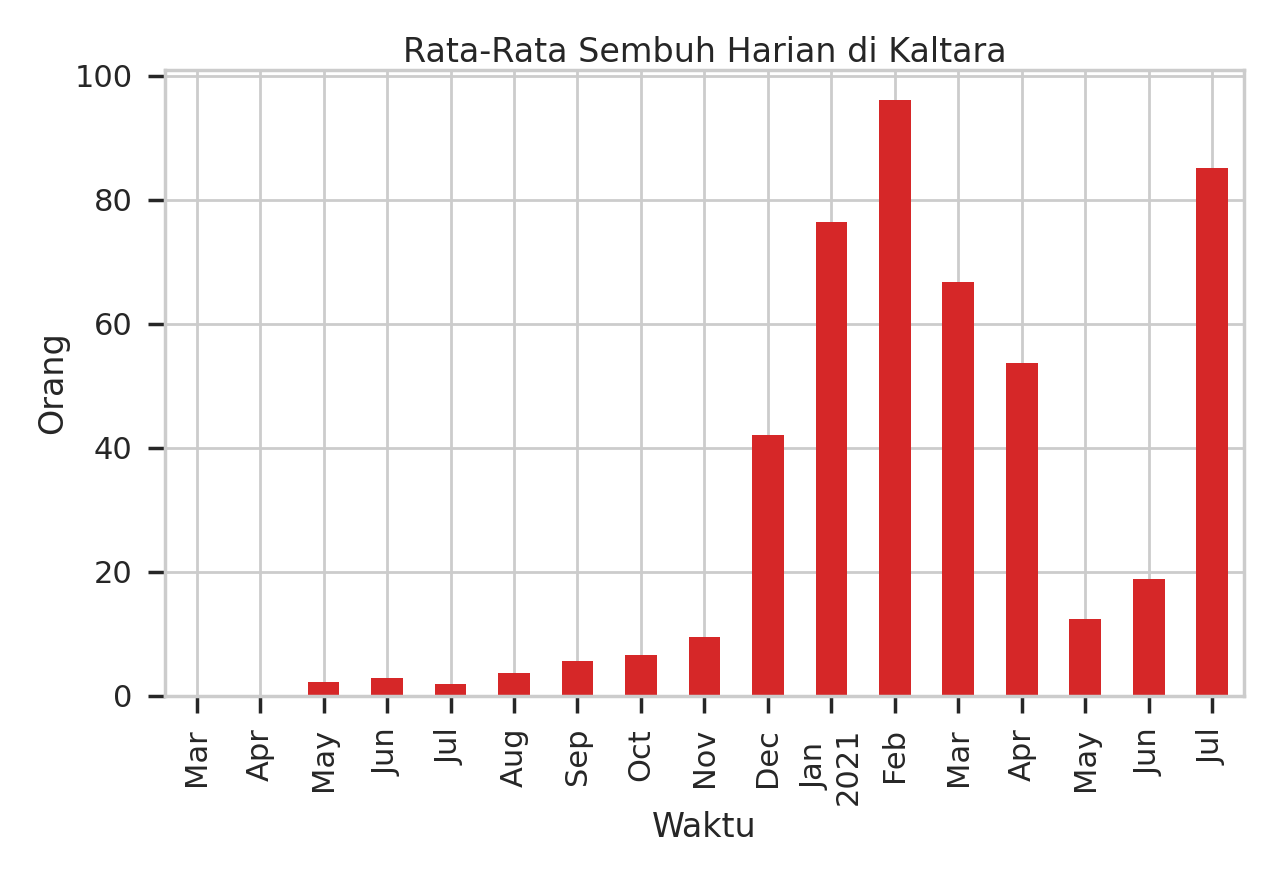 Rata-Rata Sembuh Harian di Kaltara
100
80
60
40
20
0
Orang
Mar
Apr
May
Jun
Jul
Aug
Sep
Oct
Nov
Dec
Jan
2021
Feb
Mar
Apr
May
Jun
Jul
Waktu